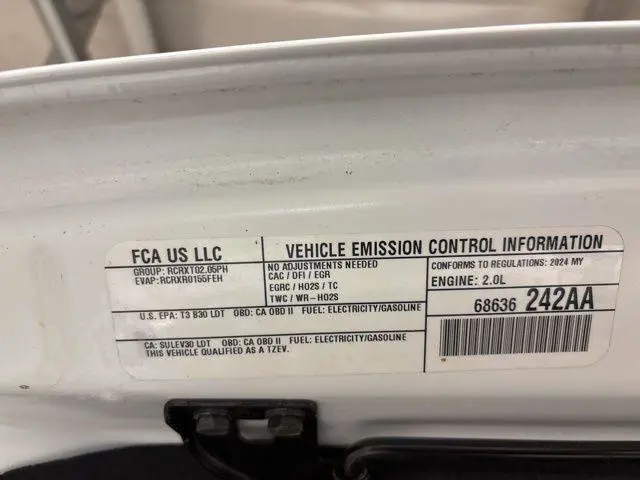 FCA US LLC
GROUP: RCRXT02.05PH
EVAP:RCRXR0155FEH
VEHICLE EMISSION CONTROL INFORMATION
NO ADJUSTMENTS NEEDED
CAC / DFI / EGR
EGRC / HO2S / TC
TWC / WR-HO2S
CONFORMS TO REGULATIONS: 2024 MY
ENGINE: 2.0L
U.S. EPA: T3 B30 LDT OBD: CA OBD II FUEL: ELECTRICITY/GASOLINE
68636 242AA
CA: SULEV30 LDT OBD: CA OBD II FUEL: ELECTRICITY/GASOLINE
THIS VEHICLE QUALIFIED AS A TZEV.